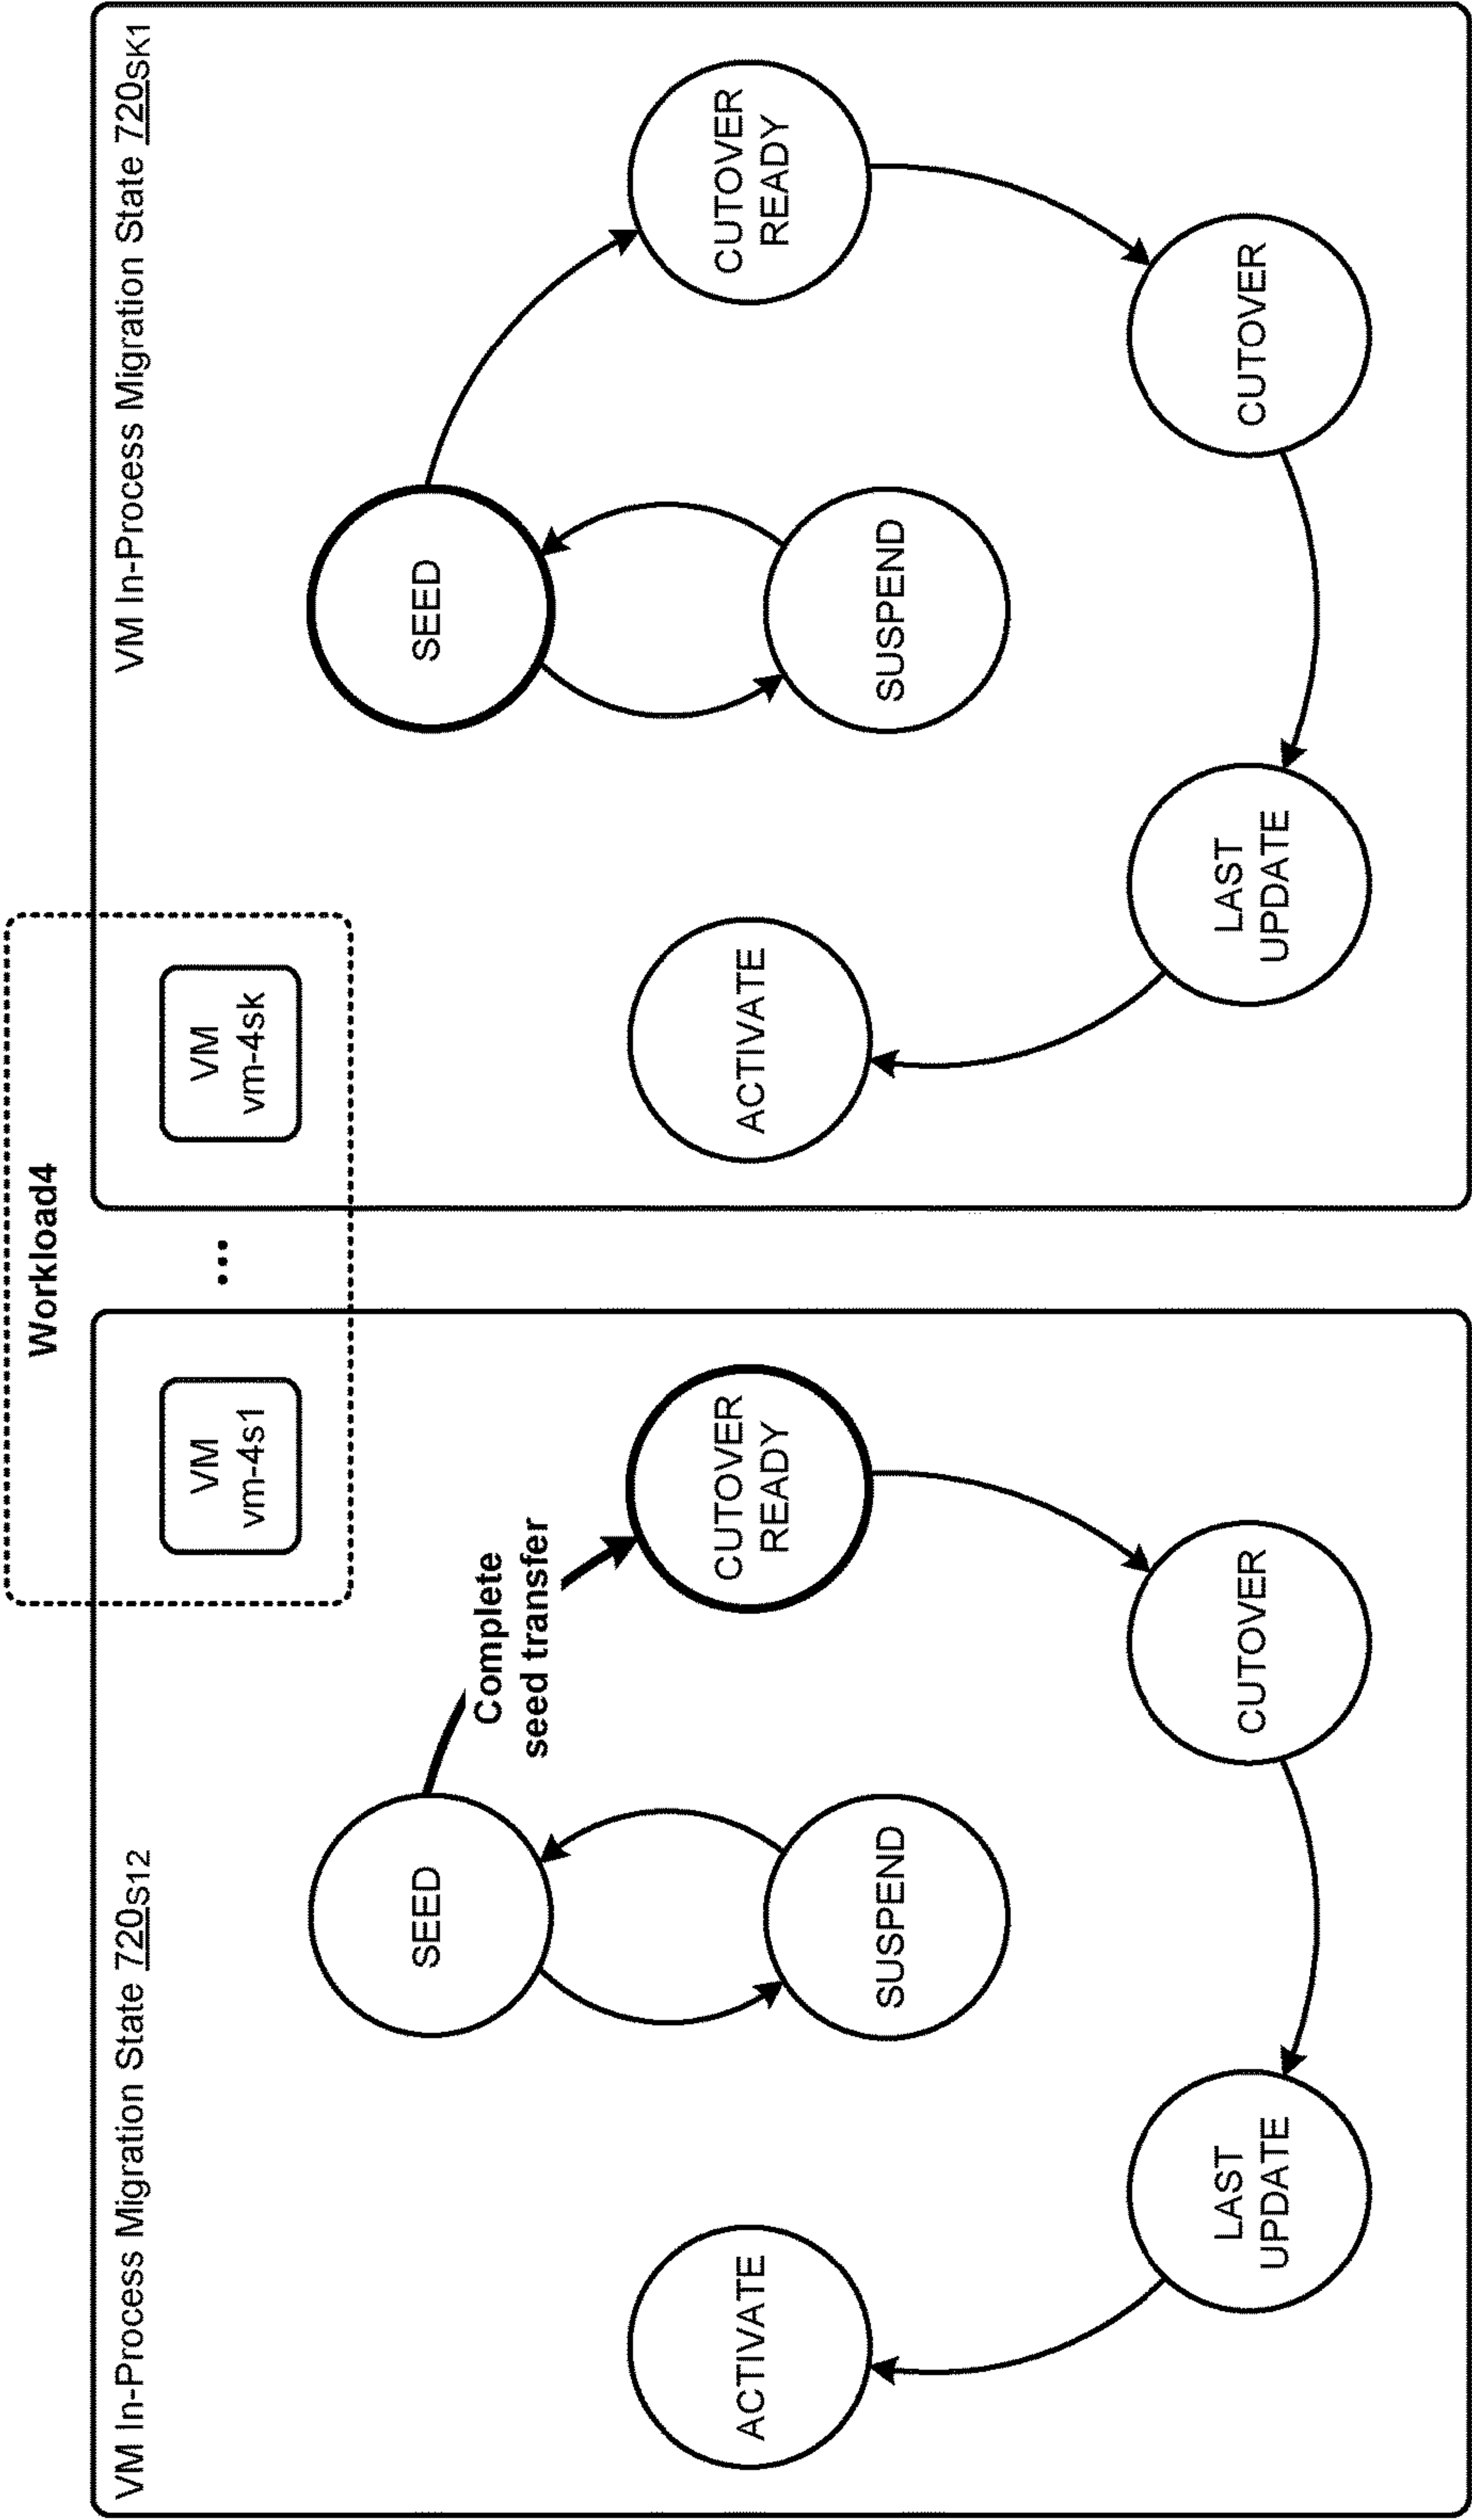 Workload4
VM In-Process Migration State 720S12
VM
vm-4s1
...
VM
vm-4sk
VM In-Process Migration State 720SK1
SEED
Complete
seed transfer
CUTOVER
READY
SUSPEND
CUTOVER
LAST
UPDATE
ACTIVATE
SEED
CUTOVER
READY
SUSPEND
CUTOVER
LAST
UPDATE
ACTIVATE